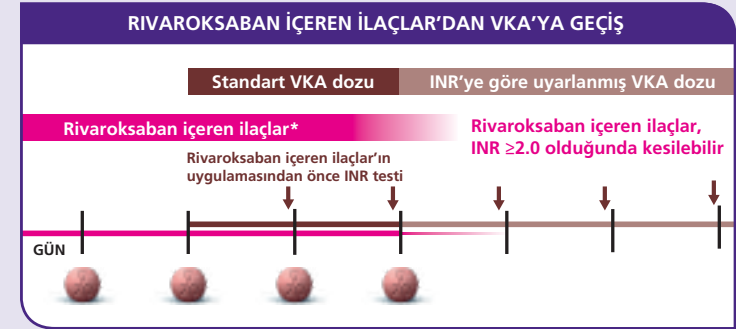 RIVAROKSABAN İÇEREN İLAÇLAR'DAN VKA'YA GEÇİŞ
Standart VKA dozu
INR'ye göre uyarlanmış VKA dozu
Rivaroksaban içeren ilaçlar*
Rivaroksaban içeren ilaçlar,
INR ≥2.0 olduğunda kesilebilir
Rivaroksaban içeren ilaçlar'ın
uygulamasından önce INR testi
GÜN